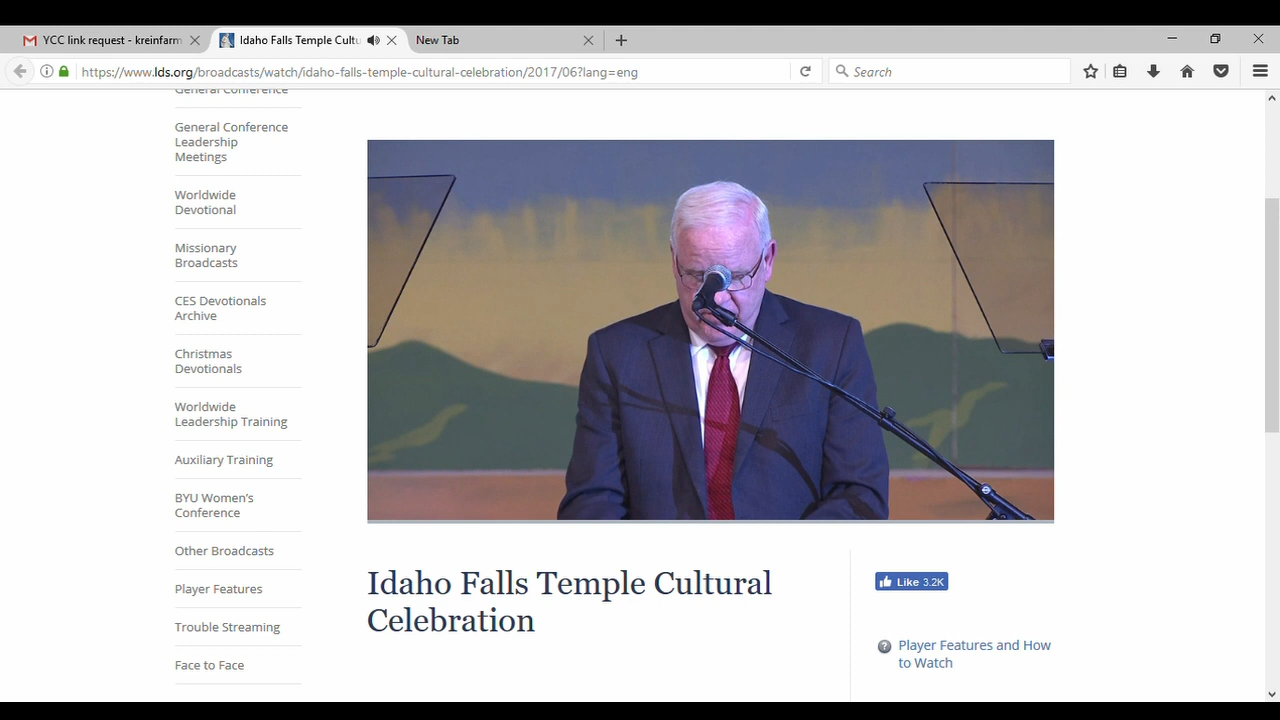 YCC link request - kreinfarm
Idaho Falls Temple Cultu
New Tab
https://www.lds.org/broadcasts/watch/idaho-falls-temple-cultural-celebration/2017/06?lang=eng
Search
General Conference
General Conference
Leadership
Meetings
Worldwide
Devotional
Missionary
Broadcasts
CES Devotionals
Archive
Christmas
Devotionals
Worldwide
Leadership Training
Auxiliary Training
BYU Women's
Conference
Other Broadcasts
Player Features
Trouble Streaming
Face to Face
Idaho Falls Temple Cultural
Celebration
Like 3.2K
Player Features and How
to Watch